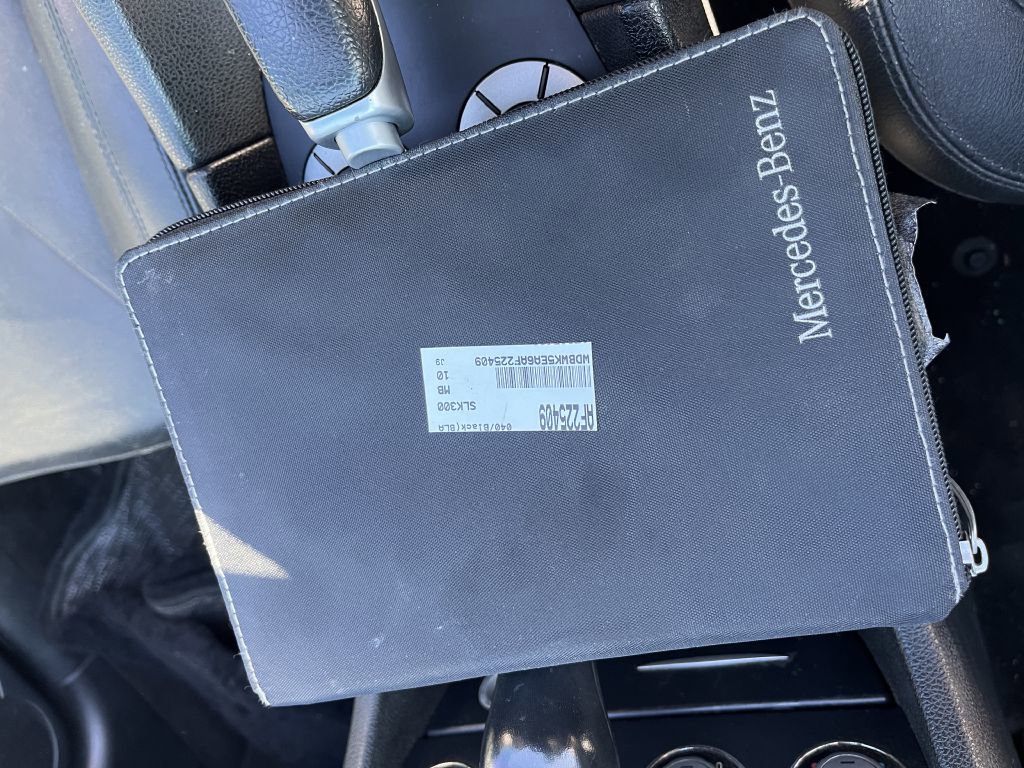 Mercedes-Benz
040/Black(BLA
AF225409
SLK300
MB
10
J9
WDBWK5EA6AF225409